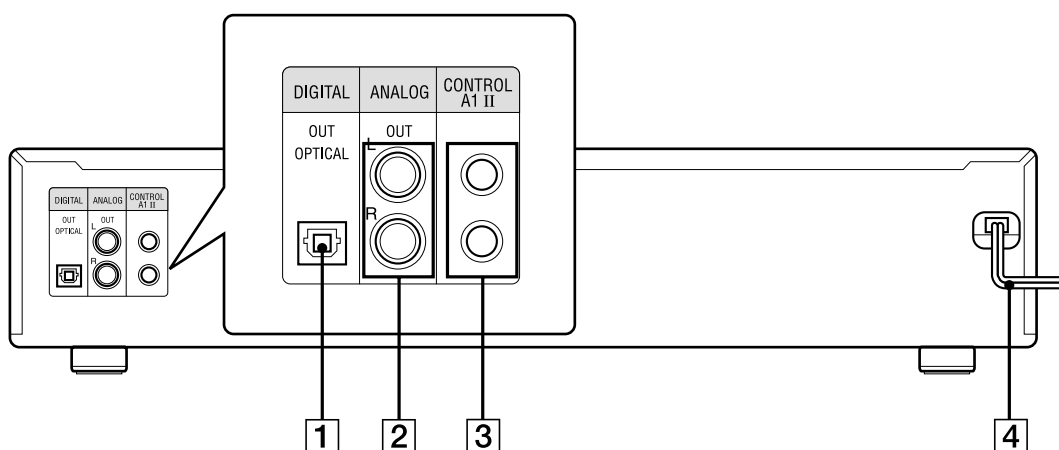 DIGITAL ANALOG CONTROL A1 II
OUT OUT
OPTICAL
L
R
DIGITAL ANALOG CONTROL A1 II
OUT OUT
OPTICAL
L
R
1 2 3 4